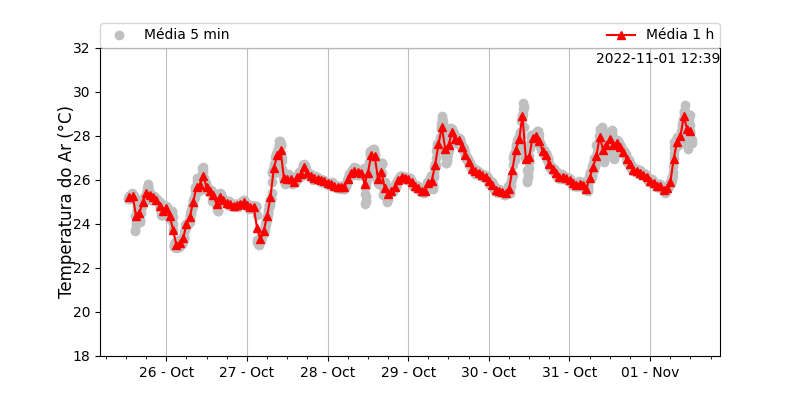 Média 5 min
Média 1 h
2022-11-01 12:39
Temperatura do Ar (°C)
32
30
28
26
24
22
20
18
26 - Oct
27 - Oct
28 - Oct
29 - Oct
30 - Oct
31 - Oct
01 - Nov